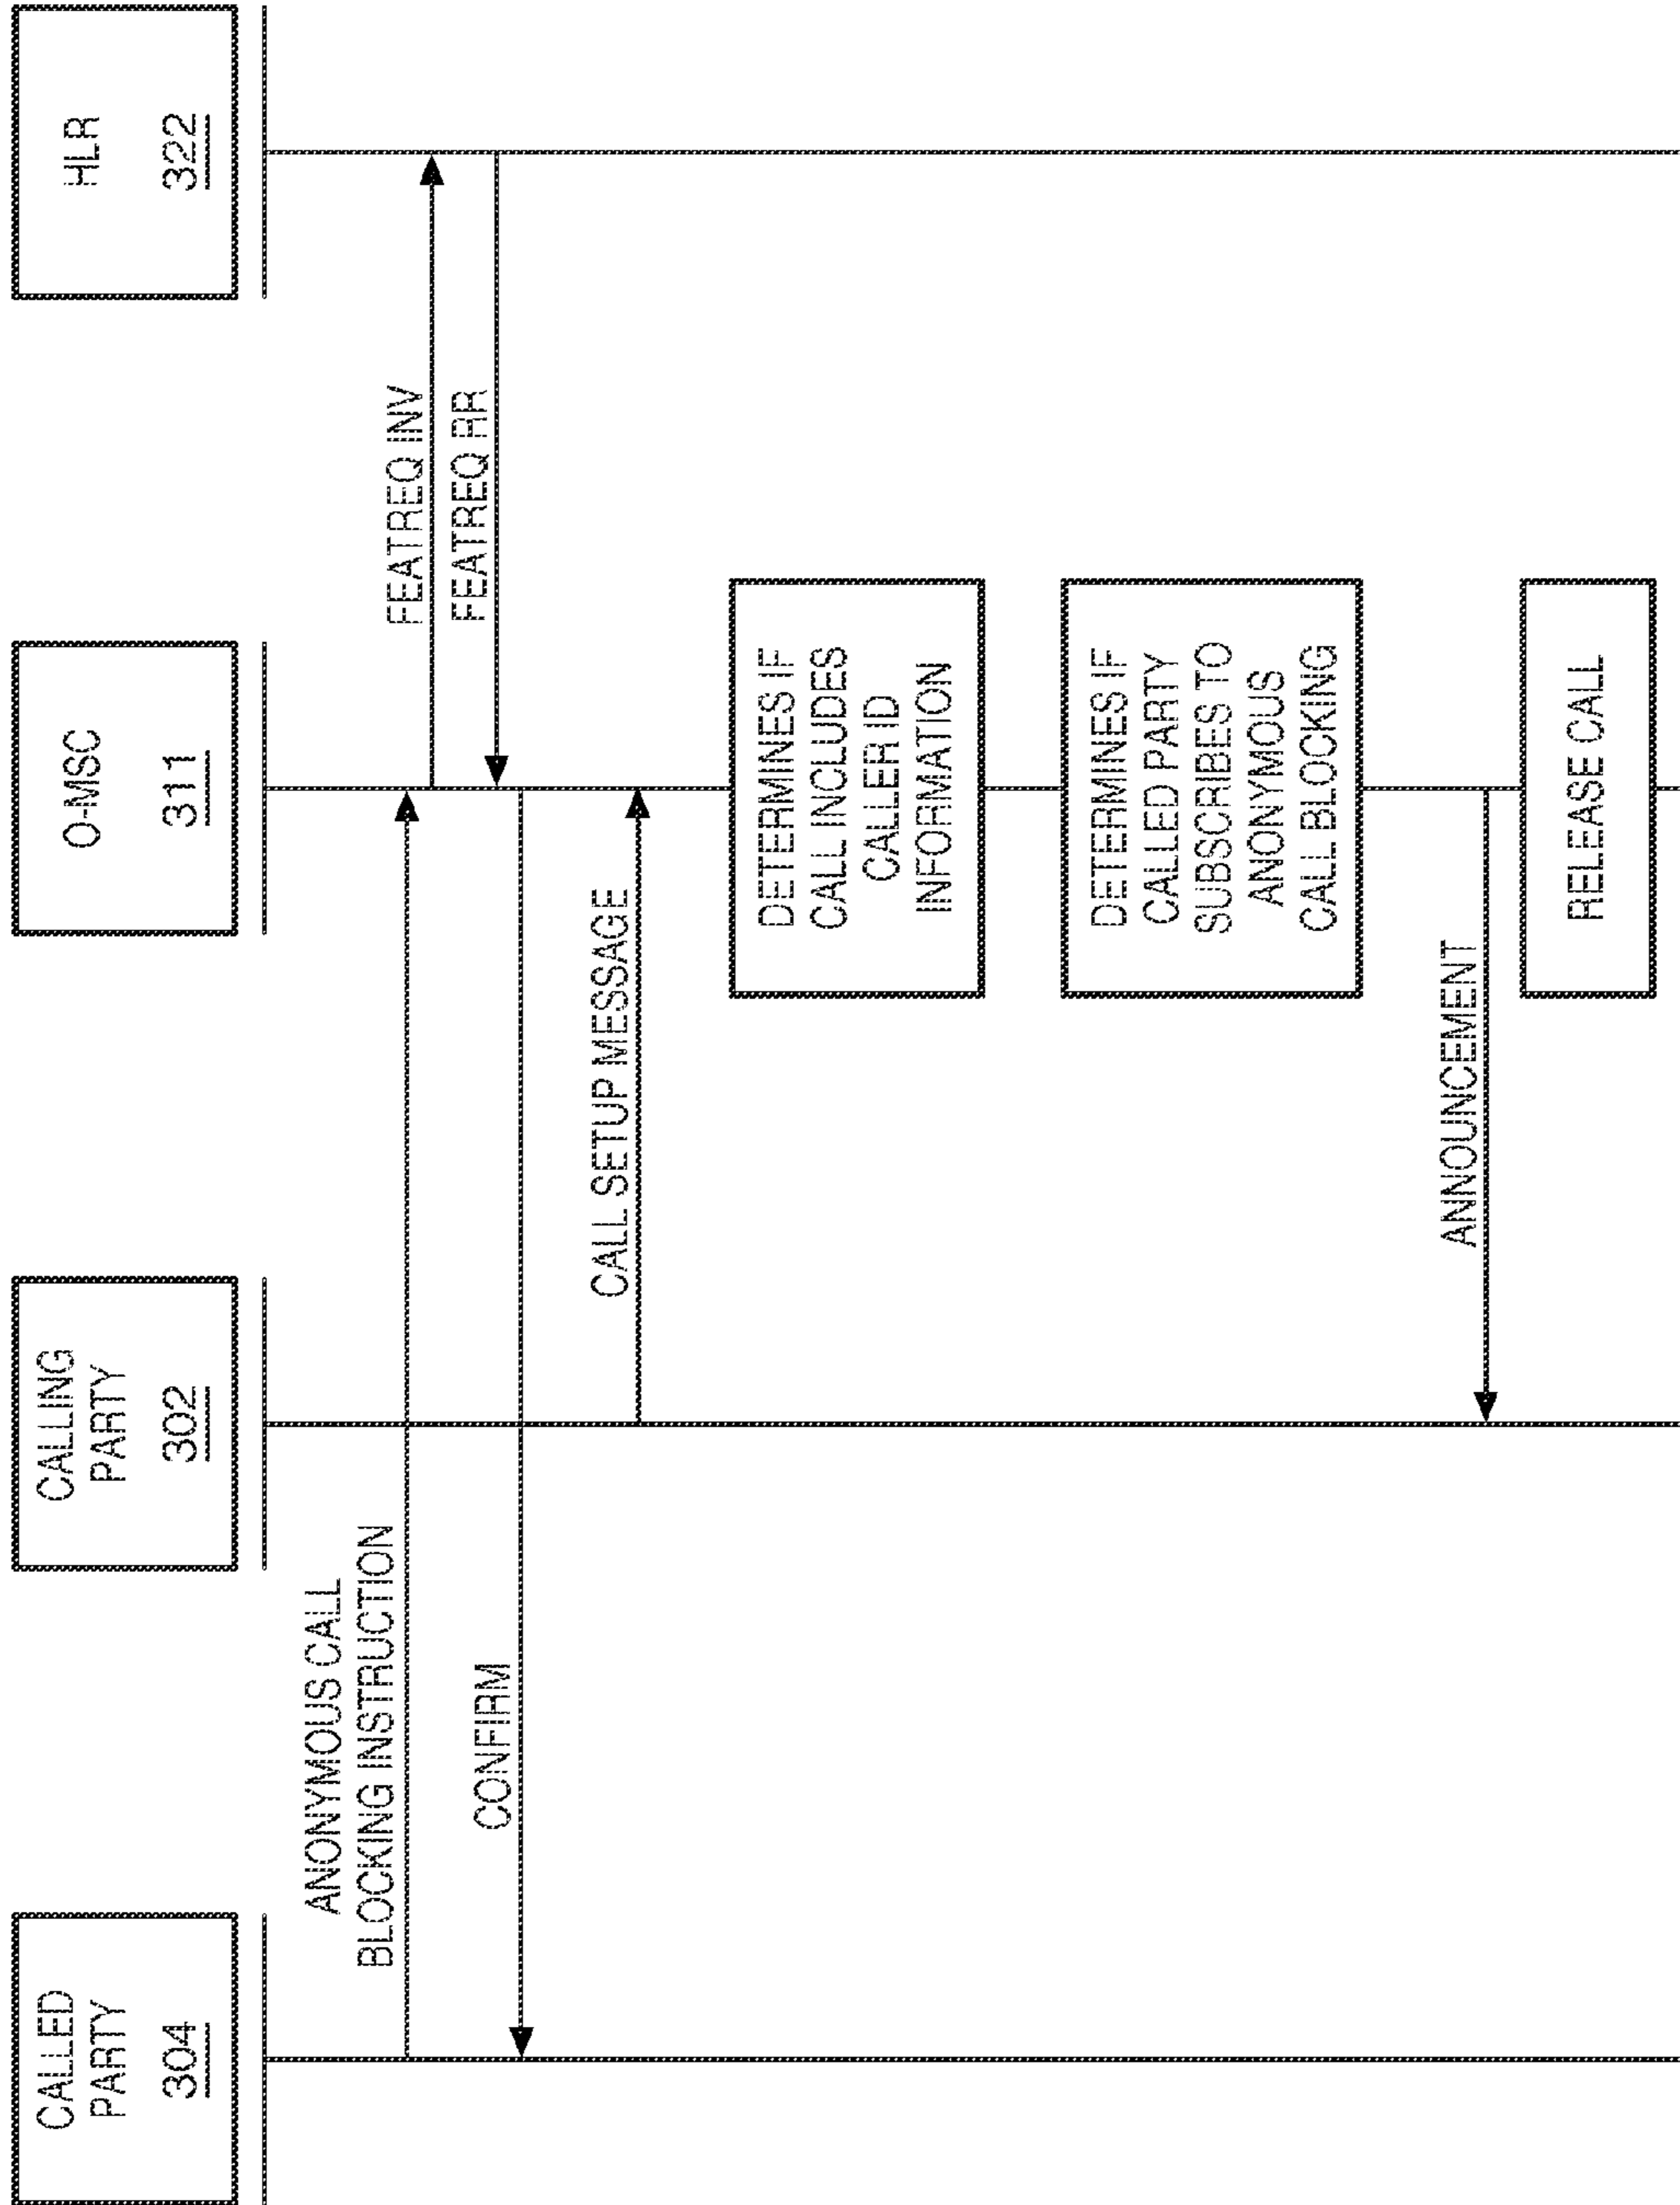 CALLED
PARTY
304
CALLING
PARTY
302
O-MSC
311
HLR
322
ANONYMOUS CALL
BLOCKING INSTRUCTION
FEATREQ INV
FEATREQ RR
CONFIRM
CALL SETUP MESSAGE
DETERMINES IF
CALL INCLUDES
CALLER ID
INFORMATION
DETERMINES IF
CALLED PARTY
SUBSCRIBES TO
ANONYMOUS
CALL BLOCKING
ANNOUNCEMENT
RELEASE CALL